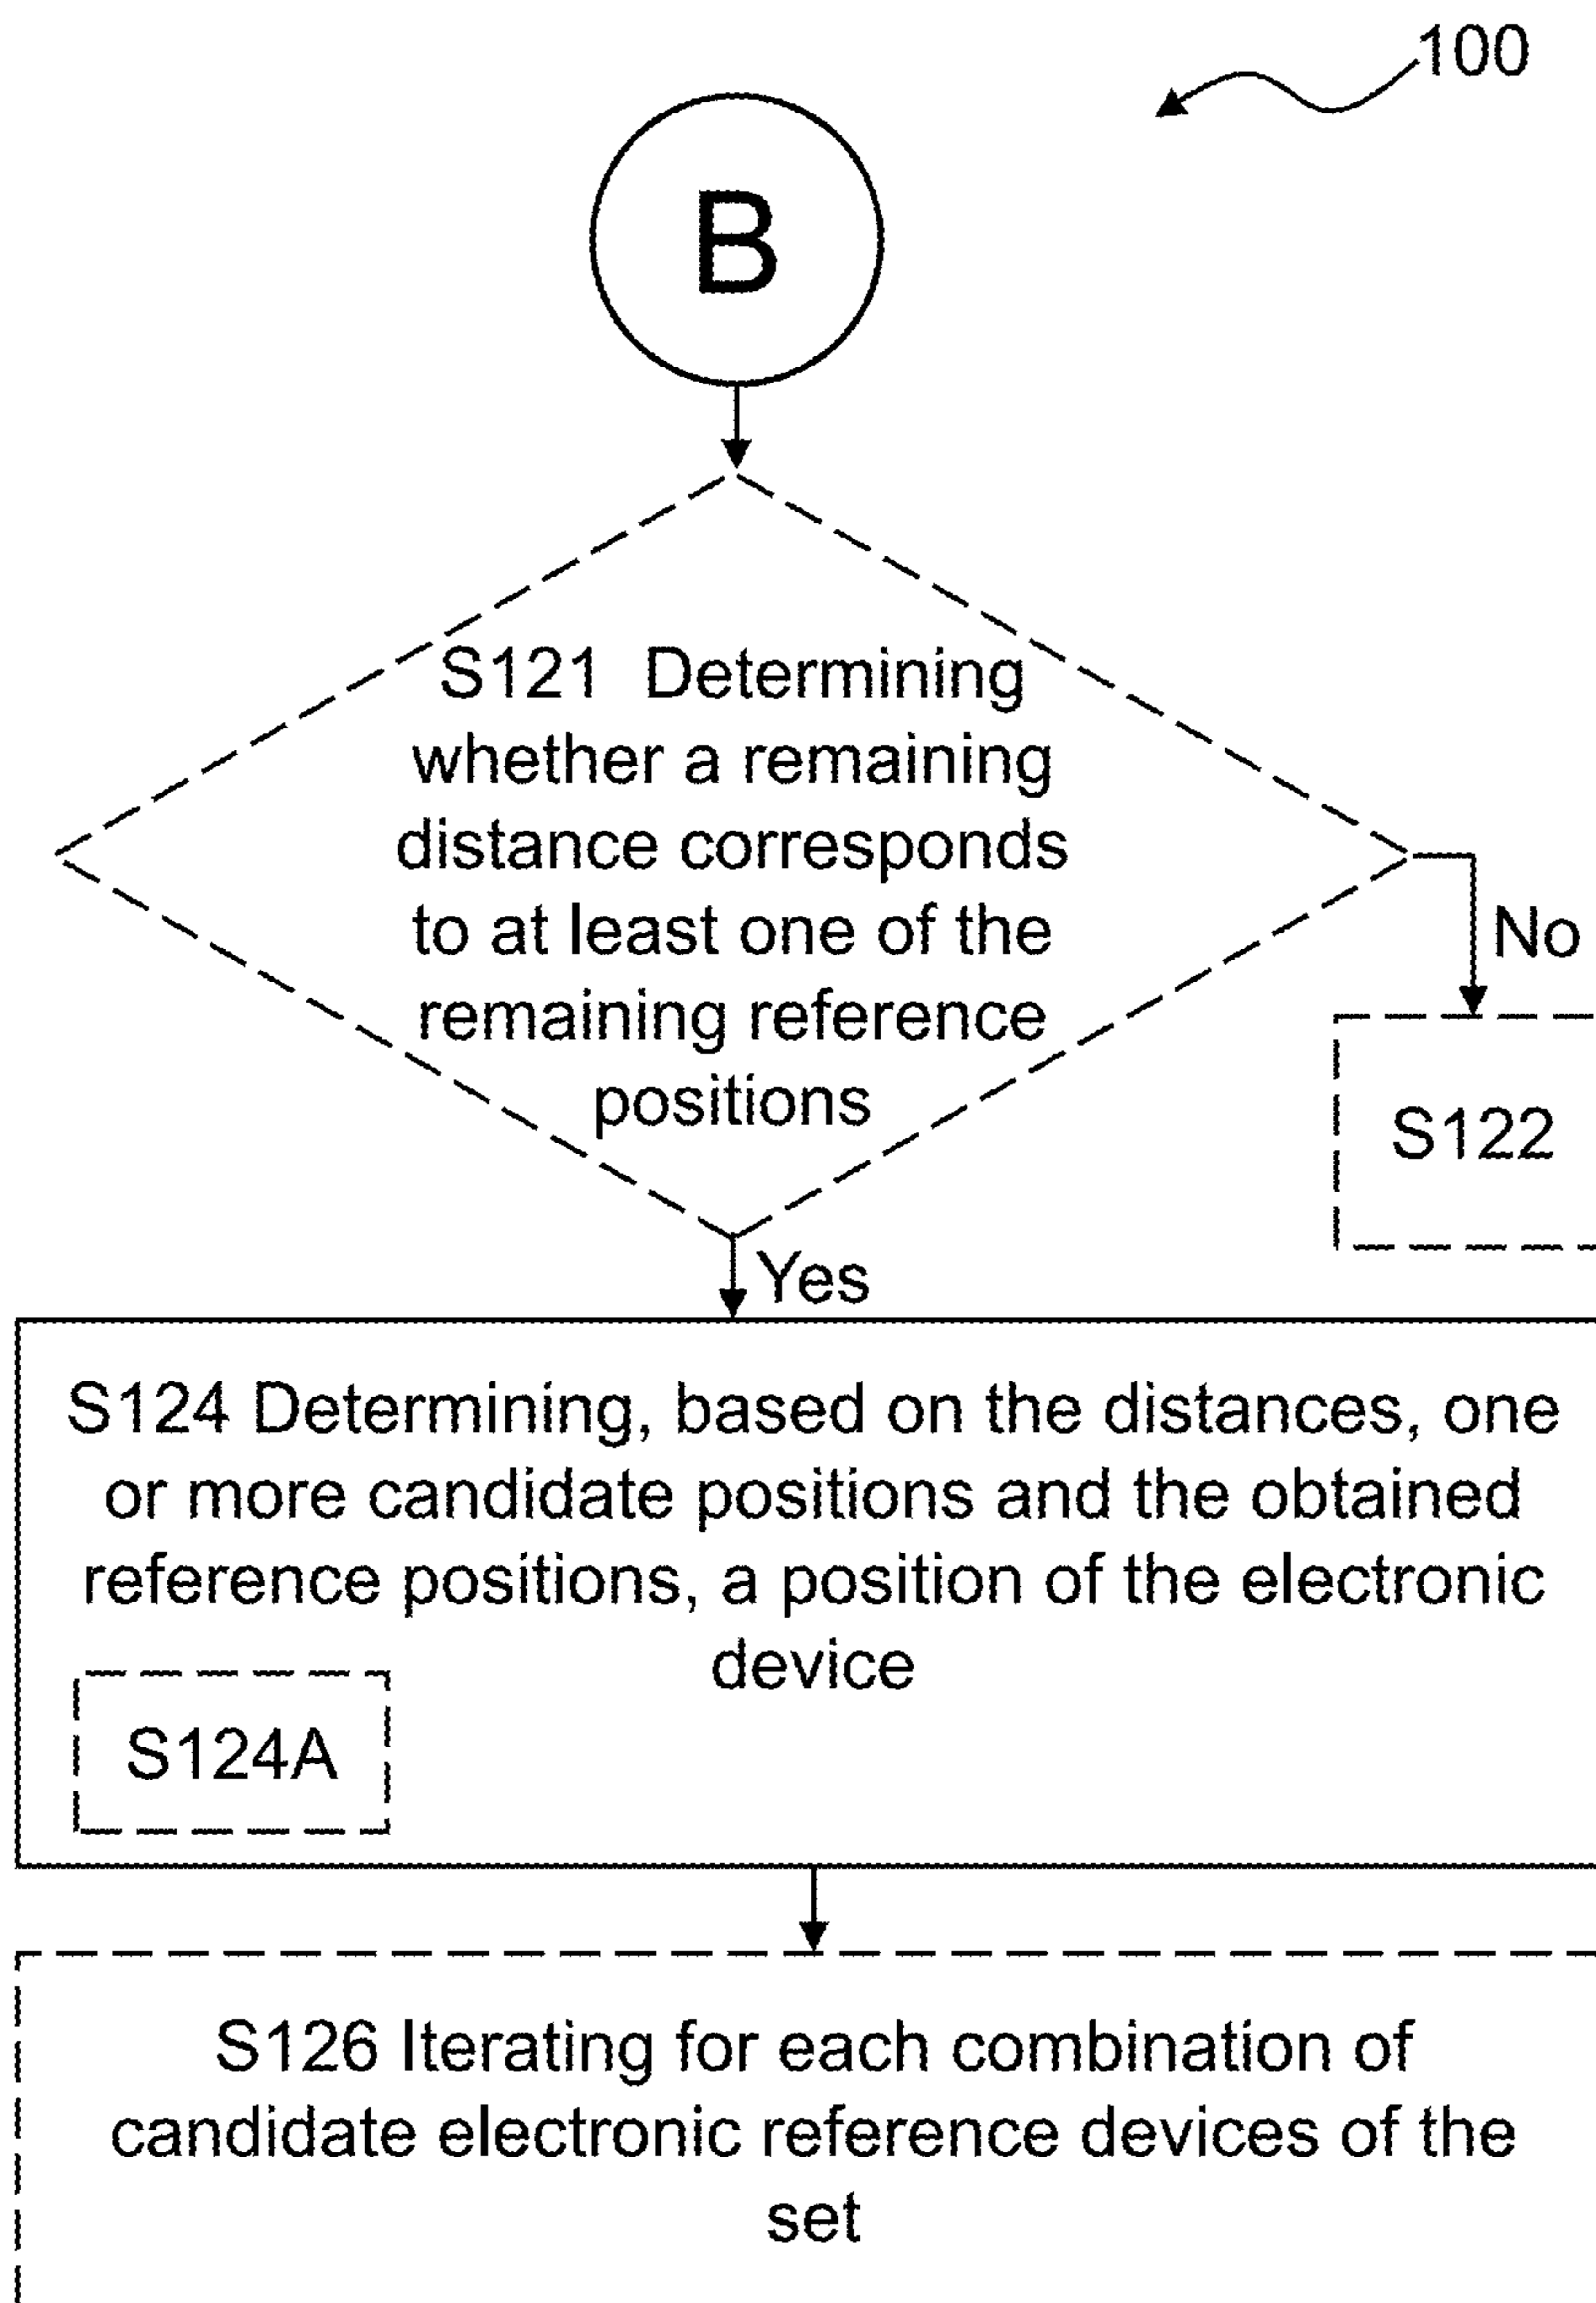 100
B
S121 Determining
whether a remaining
distance corresponds
to at least one of the
remaining reference
positions
No
S122
Yes
S124 Determining, based on the distances, one
or more candidate positions and the obtained
reference positions, a position of the electronic
device
S124A
S126 Iterating for each combination of
candidate electronic reference devices of the
set